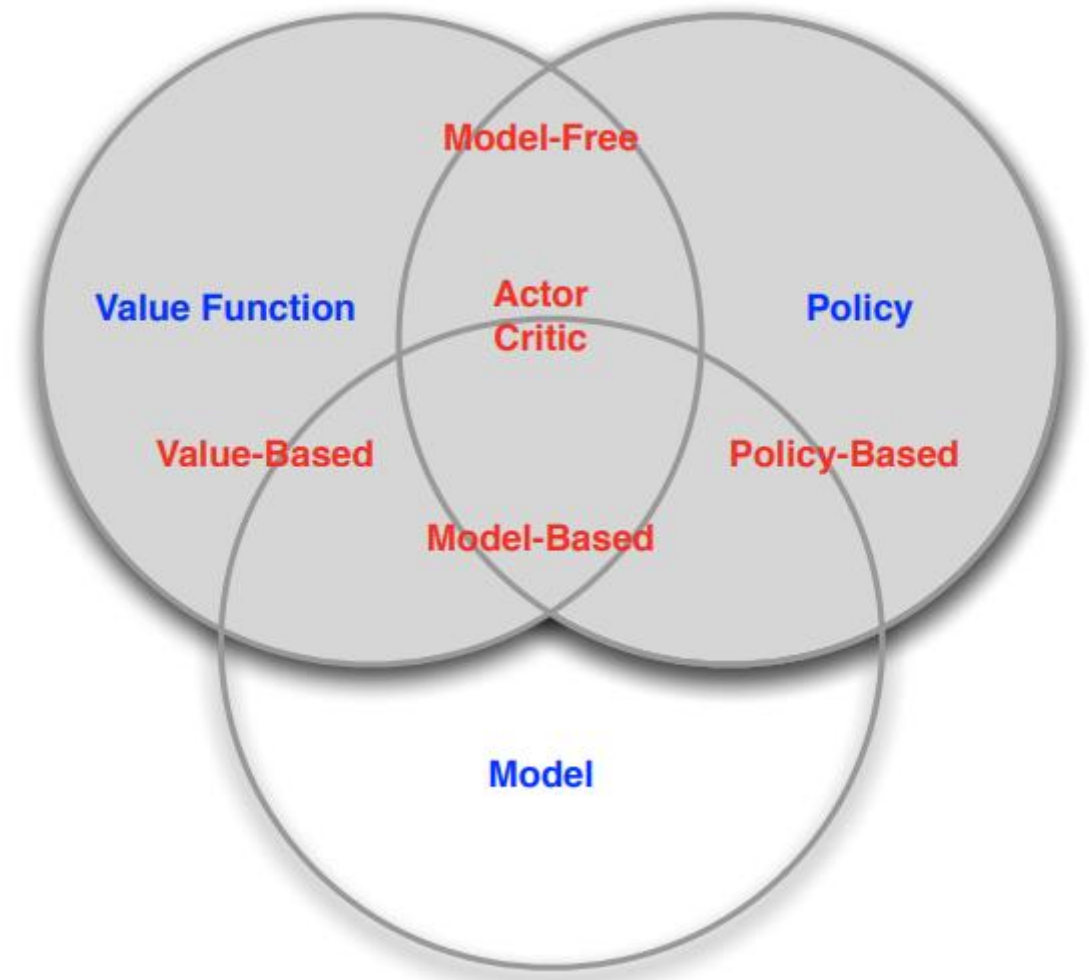 Model-Free
Value Function
Actor
Critic
Policy
Value-Based
Policy-Based
Model-Based
Model